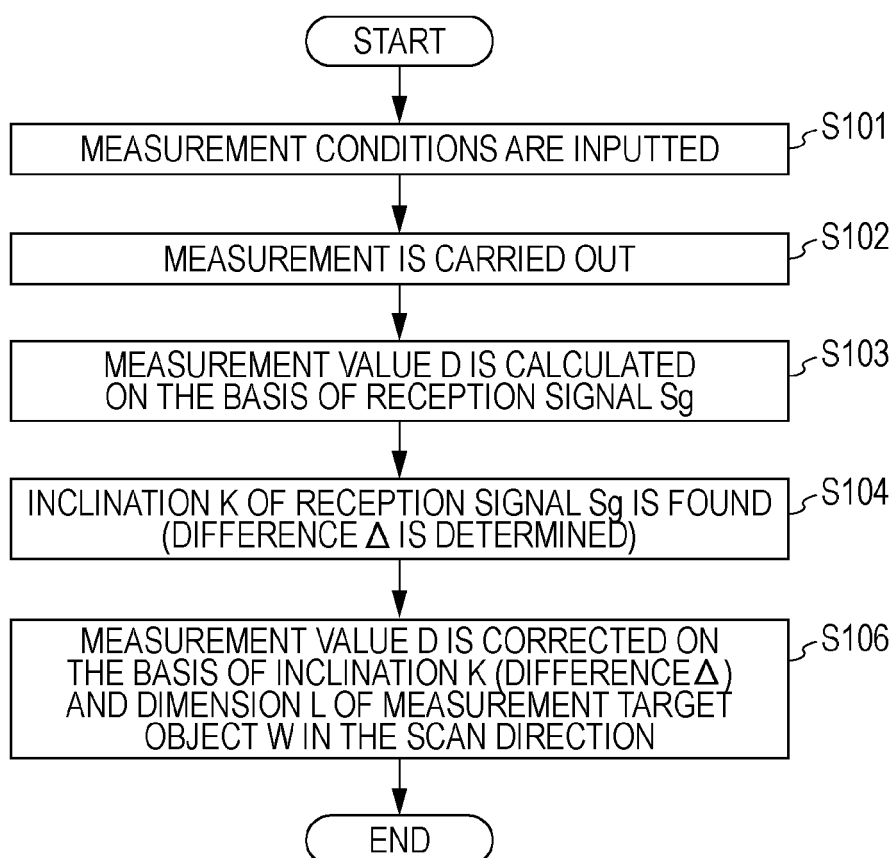 START
MEASUREMENT CONDITIONS ARE INPUTTED
S101
MEASUREMENT IS CARRIED OUT
S102
MEASUREMENT VALUE D IS CALCULATED
ON THE BASIS OF RECEPTION SIGNAL Sg
S103
INCLINATION K OF RECEPTION SIGNAL Sg IS FOUND
(DIFFERENCE Δ IS DETERMINED)
S104
MEASUREMENT VALUE D IS CORRECTED ON
THE BASIS OF INCLINATION K (DIFFERENCE Δ)
AND DIMENSION L OF MEASUREMENT TARGET
OBJECT W IN THE SCAN DIRECTION
S106
END